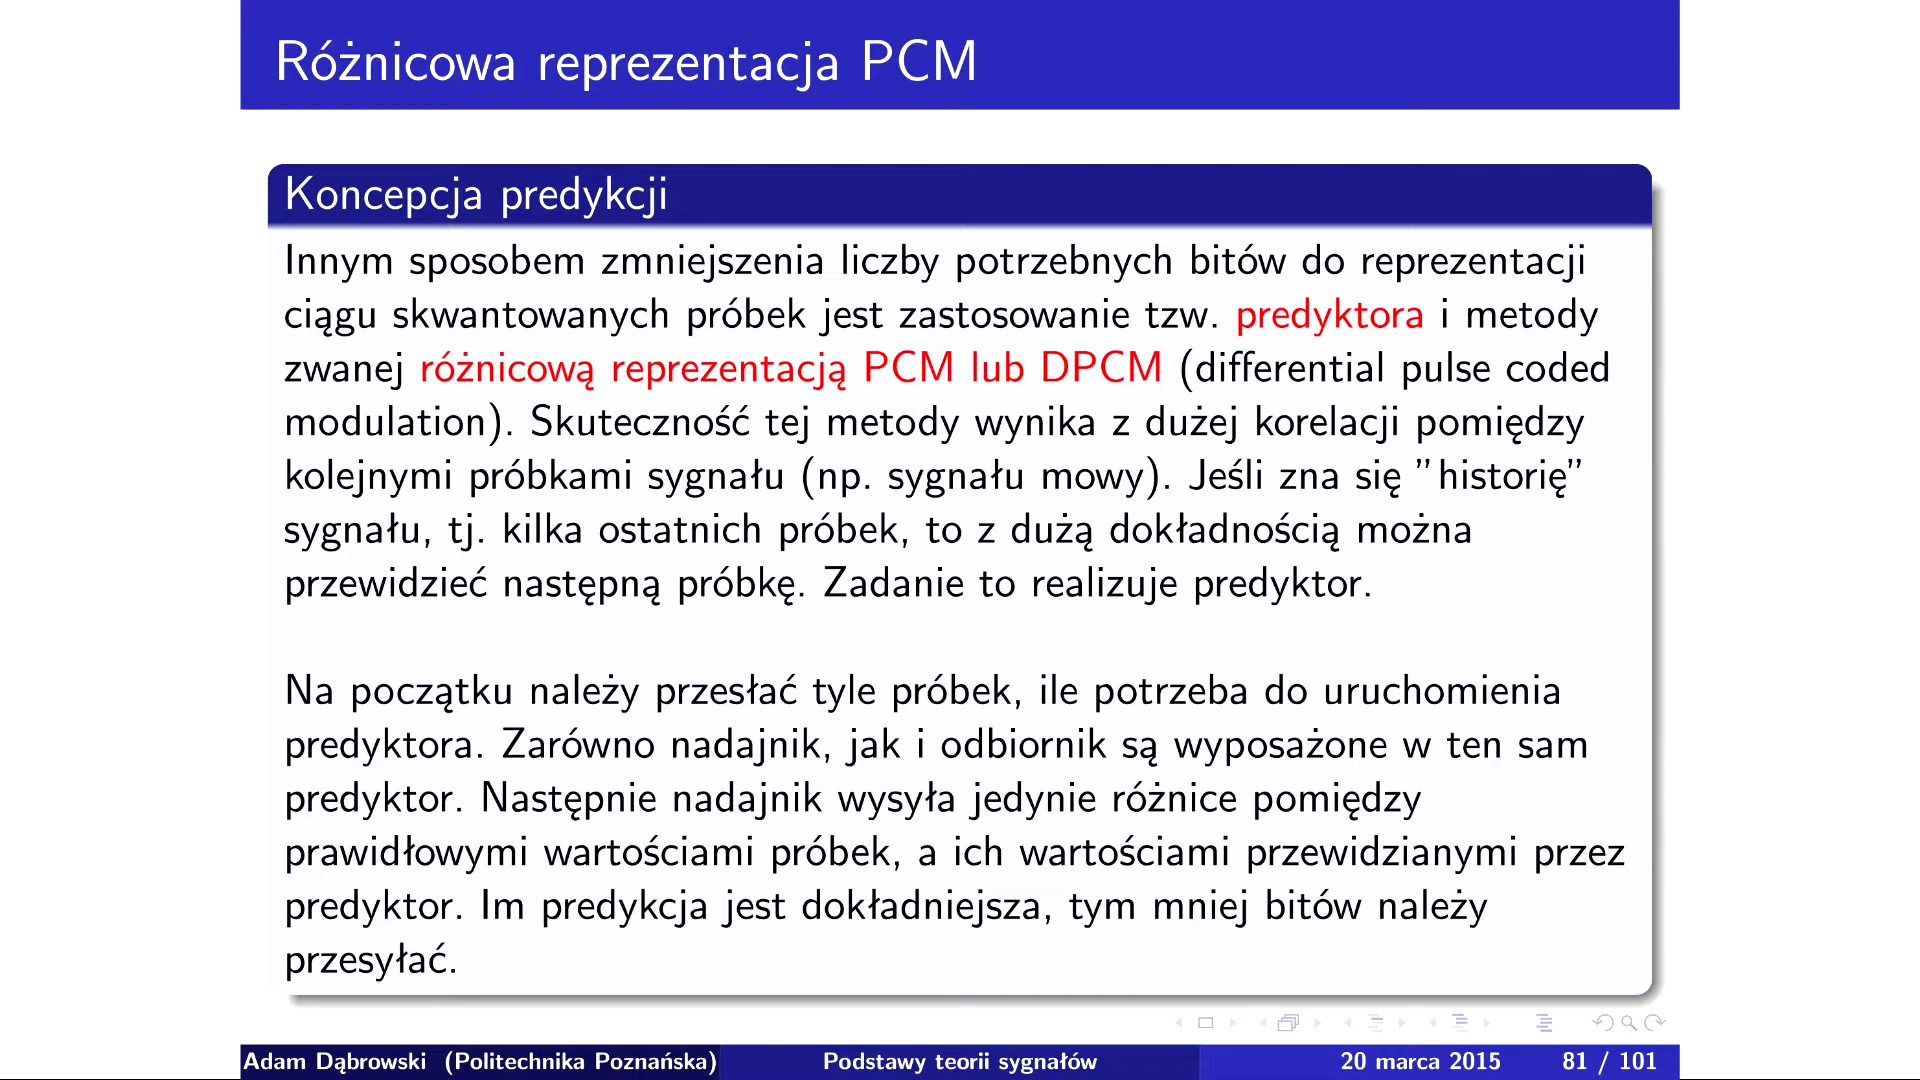 Różnicowa reprezentacja PCM
Koncepcja predykcji
Innym sposobem zmniejszenia liczby potrzebnych bitów do reprezentacji
ciągu skwantowanych próbek jest zastosowanie tzw. predyktora i metody
zwanej różnicową reprezentacją PCM lub DPCM (differential pulse coded
modulation). Skuteczność tej metody wynika z dużej korelacji pomiędzy
kolejnymi próbkami sygnału (np. sygnału mowy). Jeśli zna się ”historię”
sygnału, tj. kilka ostatnich próbek, to z dużą dokładnością można
przewidzieć następną próbkę. Zadanie to realizuje predyktor.
Na początku należy przesłać tyle próbek, ile potrzeba do uruchomienia
predyktora. Zarówno nadajnik, jak i odbiornik są wyposażone w ten sam
predyktor. Następnie nadajnik wysyła jedynie różnice pomiędzy
prawidłowymi wartościami próbek, a ich wartościami przewidzianymi przez
predyktor. Im predykcja jest dokładniejsza, tym mniej bitów należy
przesyłać.
Adam Dąbrowski (Politechnika Poznańska) Podstawy teorii sygnałów 20 marca 2015 81 / 101